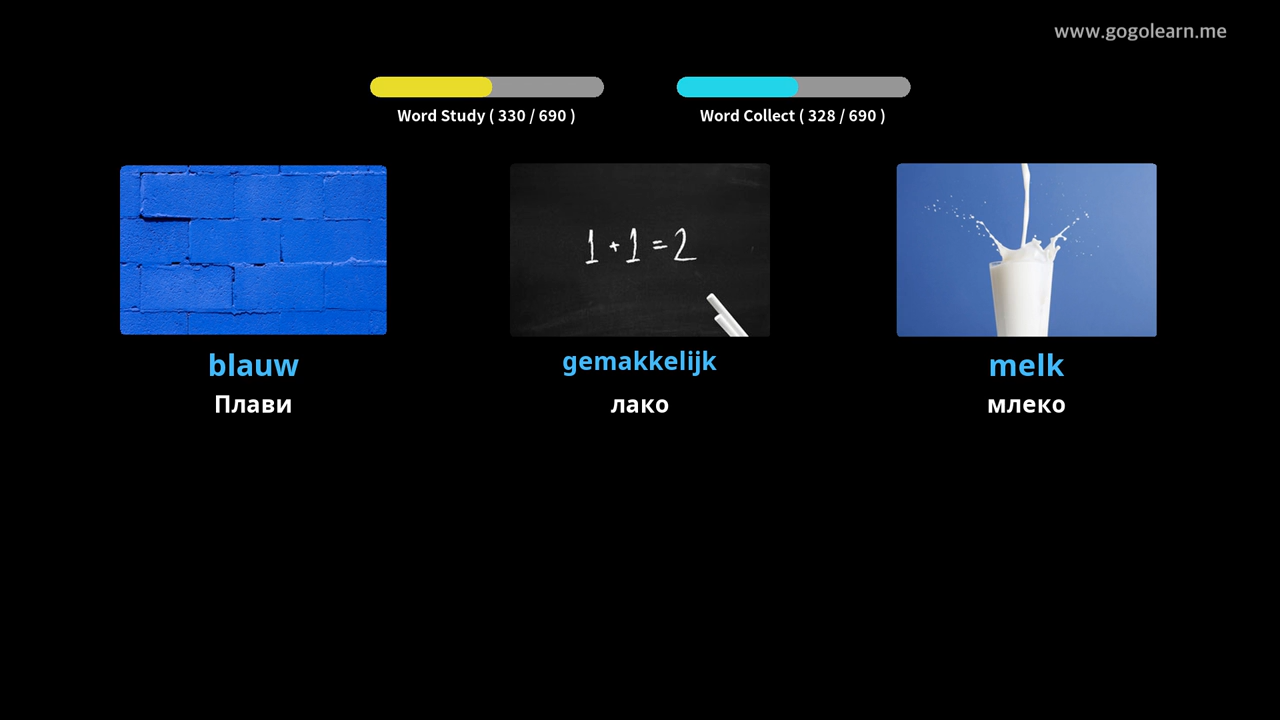 www.gogolearn.me
Word Study ( 330 / 690 )
Word Collect ( 328 / 690 )
1 + 1 = 2
blauw
gemakkelijk
melk
Плави
лако
млеко